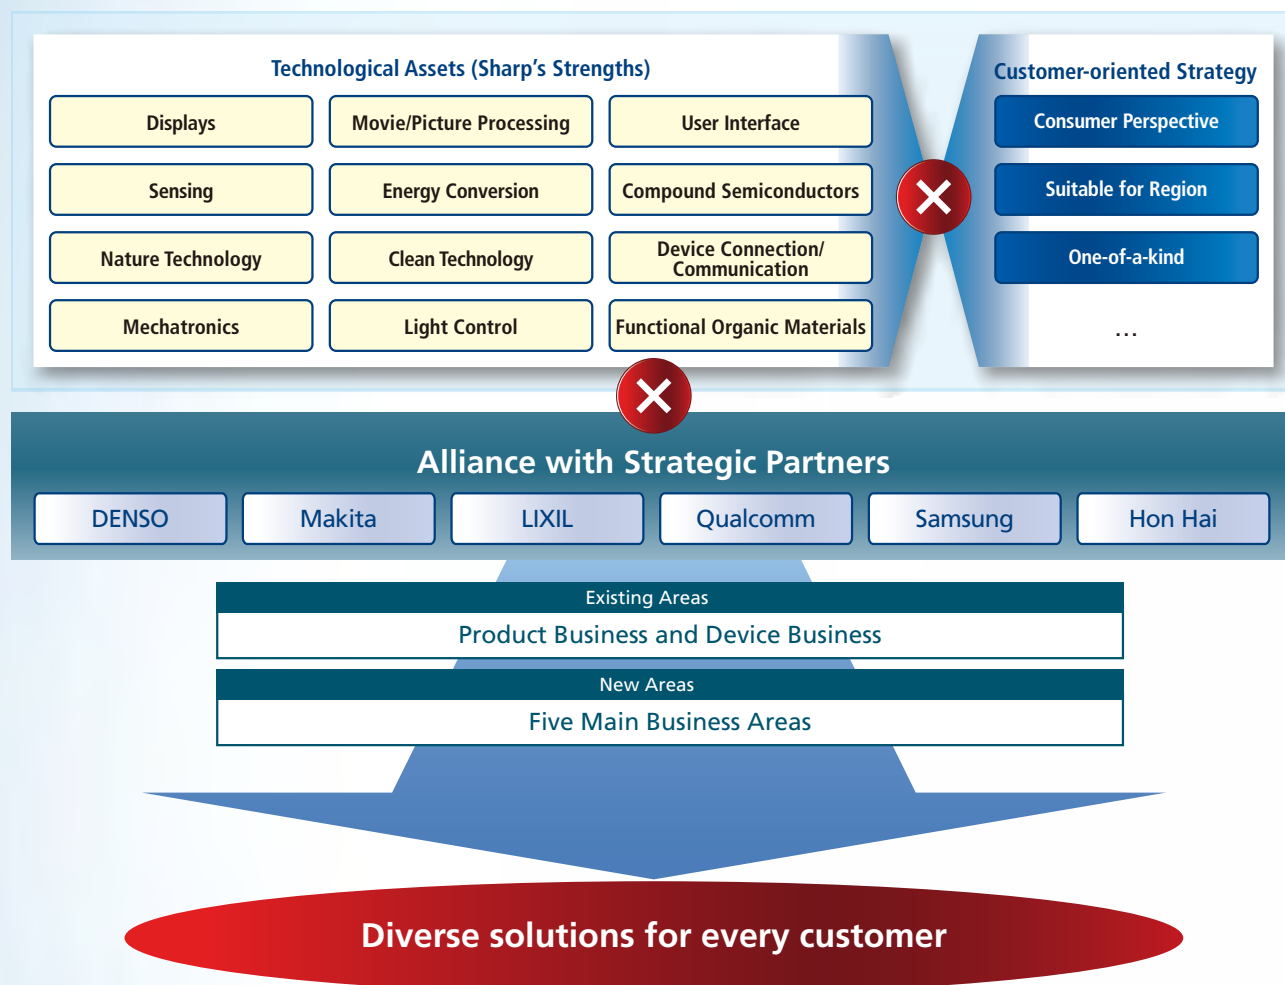 Technological Assets (Sharp's Strengths)
Displays
Movie/Picture Processing
User Interface
Sensing
Energy Conversion
Compound Semiconductors
Nature Technology
Clean Technology
Device Connection/
Communication
Mechatronics
Light Control
Functional Organic Materials
Customer-oriented Strategy
Consumer Perspective
Suitable for Region
One-of-a-kind
...
Alliance with Strategic Partners
DENSO
Makita
LIXIL
Qualcomm
Samsung
Hon Hai
Existing Areas
Product Business and Device Business
New Areas
Five Main Business Areas
Diverse solutions for every customer